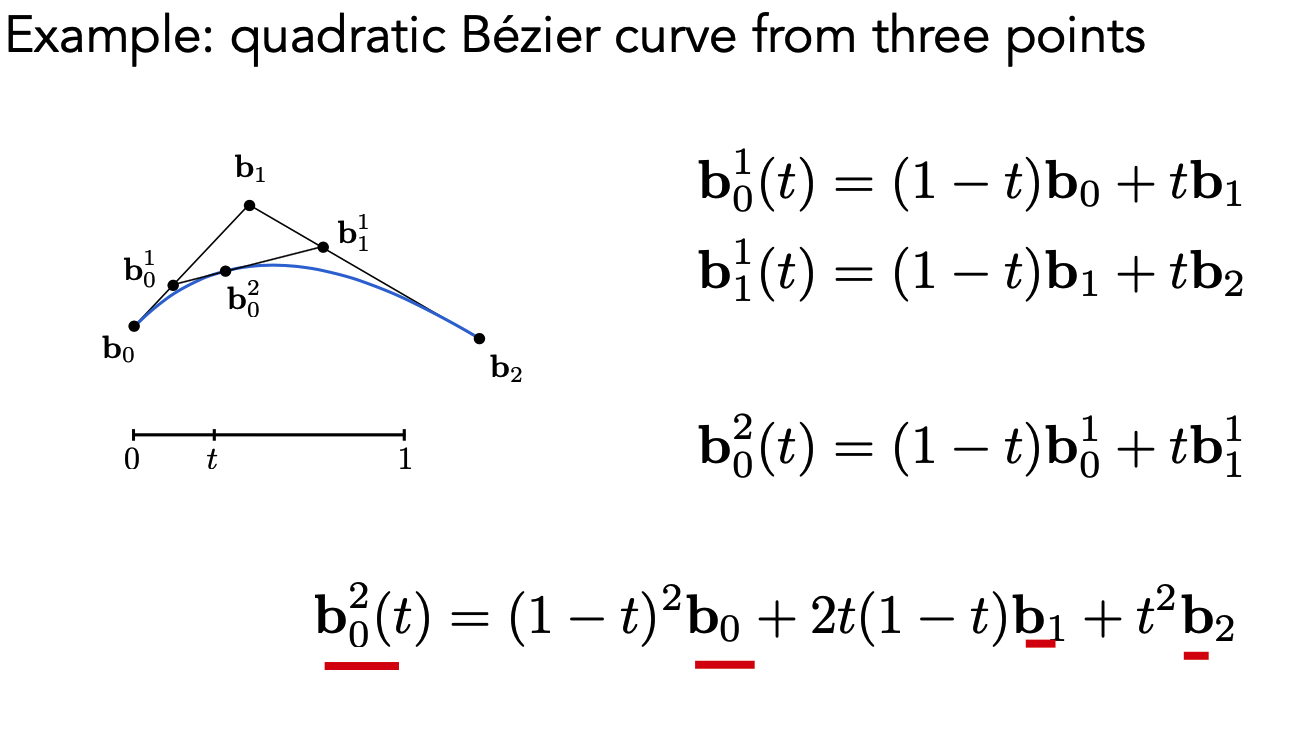 Example: quadratic Bézier curve from three points
b₁
b₁¹
b₀¹
b₀²
b₀
b₂
0 t 1
b₀¹(t) = (1 − t)b₀ + tb₁
b₁¹(t) = (1 − t)b₁ + tb₂
b₀²(t) = (1 − t)b₀¹ + tb₁¹
b₀²(t) = (1 − t)²b₀ + 2t(1 − t)b₁ + t²b₂